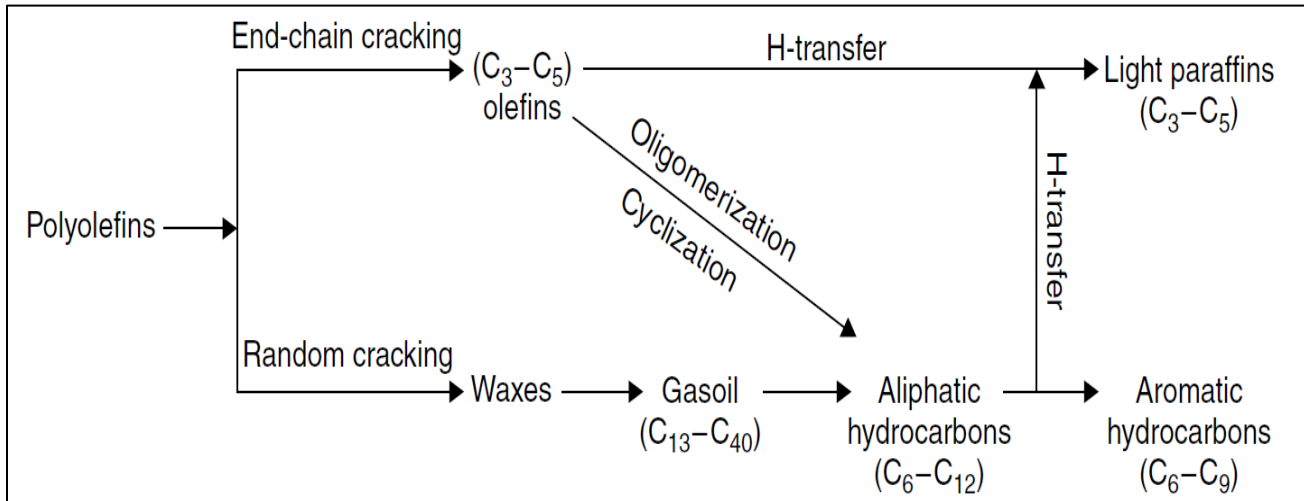 End-chain cracking
(C₃–C₅)
olefins
H-transfer
Light paraffins
(C₃–C₅)
Oligomerization
Cyclization
H-transfer
Polyolefins
Random cracking
Waxes
Gasoil
(C₁₃–C₄₀)
Aliphatic
hydrocarbons
(C₆–C₁₂)
Aromatic
hydrocarbons
(C₆–C₉)